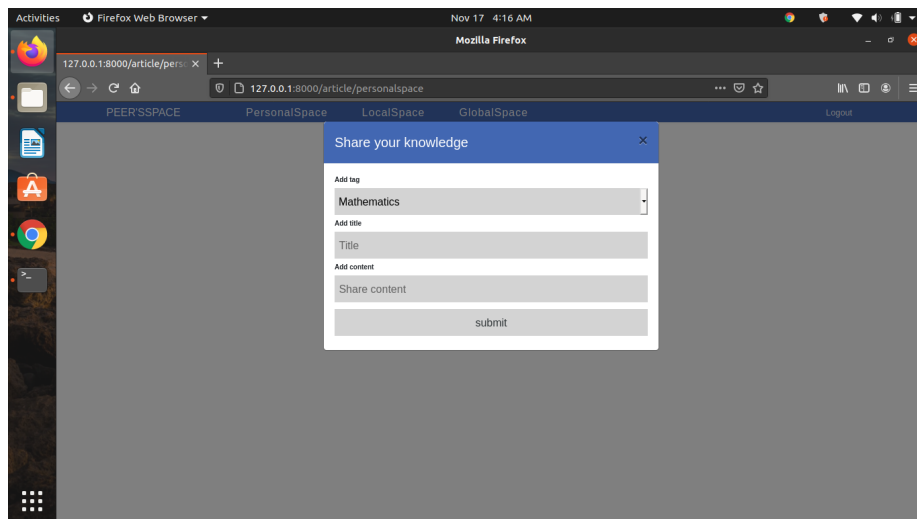 Activities Firefox Web Browser Nov 17 4:16 AM
Mozilla Firefox
127.0.0.1:8000/article/perso
127.0.0.1:8000/article/personalspace
PEER'SSPACE PersonalSpace LocalSpace GlobalSpace Logout
Share your knowledge
Add tag
Mathematics
Add title
Title
Add content
Share content
submit